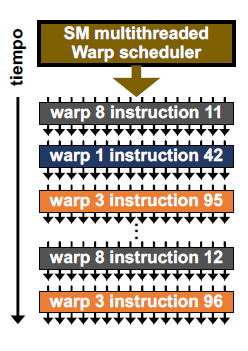 SM multithreaded
Warp scheduler
tiempo
warp 8 instruction 11
warp 1 instruction 42
warp 3 instruction 95
warp 8 instruction 12
warp 3 instruction 96